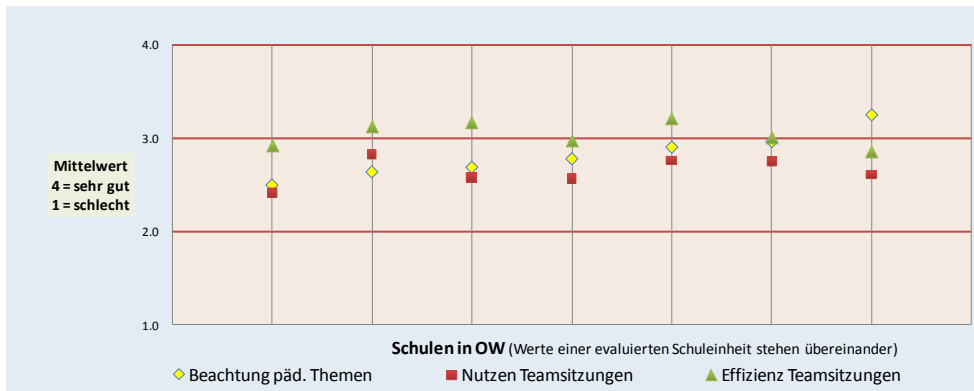 4.0
3.0
Mittelwert
4 = sehr gut
1 = schlecht
2.0
1.0
Schulen in OW (Werte einer evaluierten Schuleinheit stehen übereinander)
Beachtung päd. Themen Nutzen Teamsitzungen Effizienz Teamsitzungen